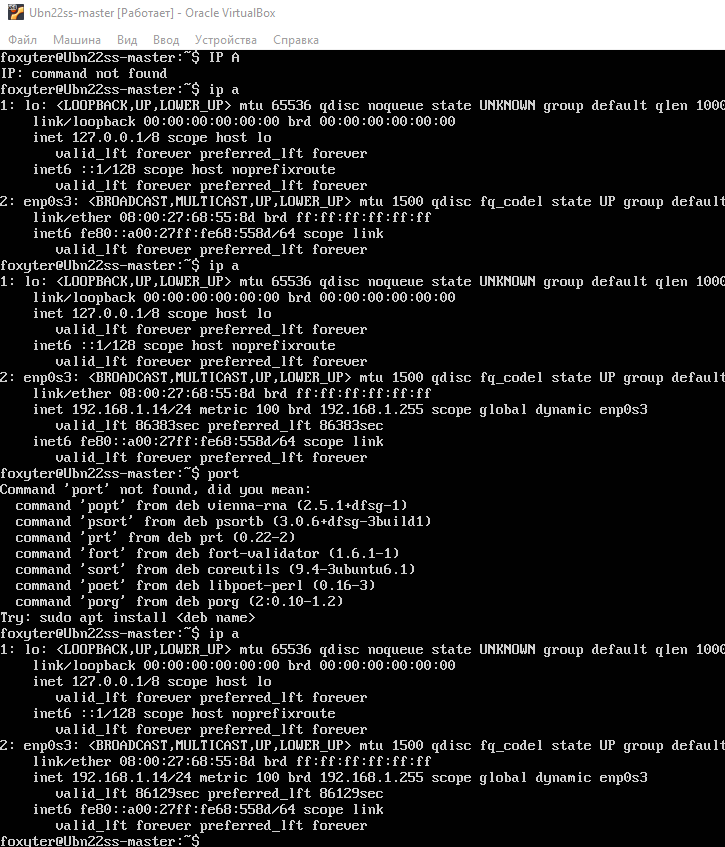 Ubn22ss-master [Работает] - Oracle VirtualBox
Файл Машина Вид Ввод Устройства Справка
foxyter@Ubn22ss-master:~$ IP A
IP: command not found
foxyter@Ubn22ss-master:~$ ip a
1: lo: <LOOPBACK,UP,LOWER_UP> mtu 65536 qdisc noqueue state UNKNOWN group default qlen 1000
    link/loopback 00:00:00:00:00:00 brd 00:00:00:00:00:00
    inet 127.0.0.1/8 scope host lo
       valid_lft forever preferred_lft forever
    inet6 ::1/128 scope host noprefixroute
       valid_lft forever preferred_lft forever
2: enp0s3: <BROADCAST,MULTICAST,UP,LOWER_UP> mtu 1500 qdisc fq_codel state UP group default
    link/ether 08:00:27:68:55:8d brd ff:ff:ff:ff:ff:ff
    inet6 fe80::a00:27ff:fe68:558d/64 scope link
       valid_lft forever preferred_lft forever
foxyter@Ubn22ss-master:~$ ip a
1: lo: <LOOPBACK,UP,LOWER_UP> mtu 65536 qdisc noqueue state UNKNOWN group default qlen 1000
    link/loopback 00:00:00:00:00:00 brd 00:00:00:00:00:00
    inet 127.0.0.1/8 scope host lo
       valid_lft forever preferred_lft forever
    inet6 ::1/128 scope host noprefixroute
       valid_lft forever preferred_lft forever
2: enp0s3: <BROADCAST,MULTICAST,UP,LOWER_UP> mtu 1500 qdisc fq_codel state UP group default
    link/ether 08:00:27:68:55:8d brd ff:ff:ff:ff:ff:ff
    inet 192.168.1.14/24 metric 100 brd 192.168.1.255 scope global dynamic enp0s3
       valid_lft 86383sec preferred_lft 86383sec
    inet6 fe80::a00:27ff:fe68:558d/64 scope link
       valid_lft forever preferred_lft forever
foxyter@Ubn22ss-master:~$ port
Command 'port' not found, did you mean:
  command 'popt' from deb vienna-rna (2.5.1+dfsg-1)
  command 'psort' from deb psortb (3.0.6+dfsg-3build1)
  command 'prt' from deb prt (0.22-2)
  command 'fort' from deb fort-validator (1.6.1-1)
  command 'sort' from deb coreutils (9.4-3ubuntu6.1)
  command 'poet' from deb libpoet-perl (0.16-3)
  command 'porg' from deb porg (2:0.10-1.2)
Try: sudo apt install <deb name>
foxyter@Ubn22ss-master:~$ ip a
1: lo: <LOOPBACK,UP,LOWER_UP> mtu 65536 qdisc noqueue state UNKNOWN group default qlen 1000
    link/loopback 00:00:00:00:00:00 brd 00:00:00:00:00:00
    inet 127.0.0.1/8 scope host lo
       valid_lft forever preferred_lft forever
    inet6 ::1/128 scope host noprefixroute
       valid_lft forever preferred_lft forever
2: enp0s3: <BROADCAST,MULTICAST,UP,LOWER_UP> mtu 1500 qdisc fq_codel state UP group default
    link/ether 08:00:27:68:55:8d brd ff:ff:ff:ff:ff:ff
    inet 192.168.1.14/24 metric 100 brd 192.168.1.255 scope global dynamic enp0s3
       valid_lft 86129sec preferred_lft 86129sec
    inet6 fe80::a00:27ff:fe68:558d/64 scope link
       valid_lft forever preferred_lft forever
foxyter@Ubn22ss-master:~$